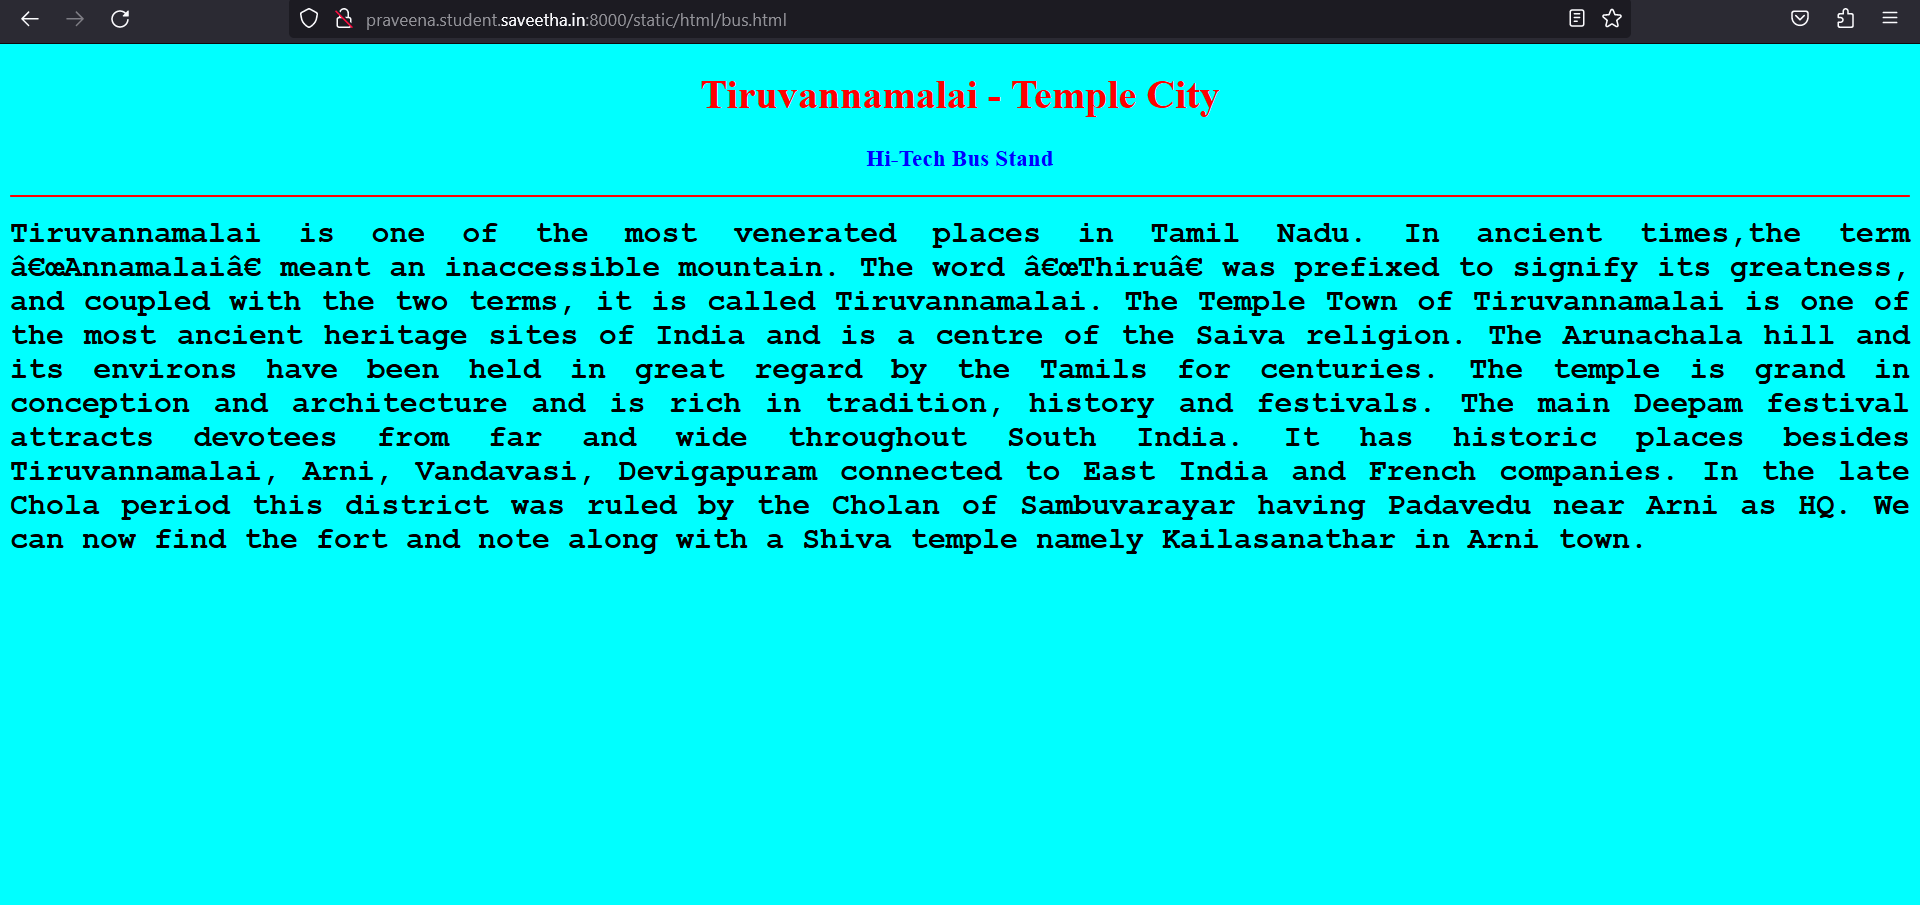 praveena.student.saveetha.in:8000/static/html/bus.html
Tiruvannamalai - Temple City
Hi-Tech Bus Stand
Tiruvannamalai is one of the most venerated places in Tamil Nadu. In ancient times,the term
â€œAnnamalaiâ€ meant an inaccessible mountain. The word â€œThiruâ€ was prefixed to signify its greatness,
and coupled with the two terms, it is called Tiruvannamalai. The Temple Town of Tiruvannamalai is one of
the most ancient heritage sites of India and is a centre of the Saiva religion. The Arunachala hill and
its environs have been held in great regard by the Tamils for centuries. The temple is grand in
conception and architecture and is rich in tradition, history and festivals. The main Deepam festival
attracts devotees from far and wide throughout South India. It has historic places besides
Tiruvannamalai, Arni, Vandavasi, Devigapuram connected to East India and French companies. In the late
Chola period this district was ruled by the Cholan of Sambuvarayar having Padavedu near Arni as HQ. We
can now find the fort and note along with a Shiva temple namely Kailasanathar in Arni town.